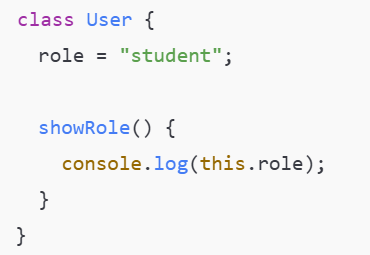 class User {
  role = "student";

  showRole() {
    console.log(this.role);
  }
}